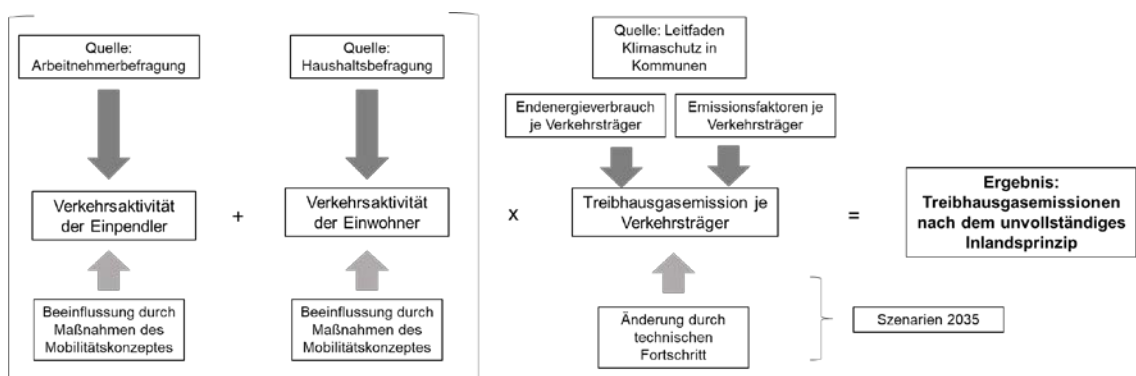 Quelle:
Arbeitnehmerbefragung
Verkehrsaktivität
der Einpendler
Beeinflussung durch
Maßnahmen des
Mobilitätskonzeptes
+
Quelle:
Haushaltsbefragung
Verkehrsaktivität
der Einwohner
Beeinflussung durch
Maßnahmen des
Mobilitätskonzeptes
x
Quelle: Leitfaden
Klimaschutz in
Kommunen
Endenergieverbrauch
je Verkehrsträger
Emissionsfaktoren je
Verkehrsträger
Treibhausgasemission je
Verkehrsträger
Änderung durch
technischen
Fortschritt
Szenarien 2035
=
Ergebnis:
Treibhausgasemissionen
nach dem unvollständiges
Inlandsprinzip